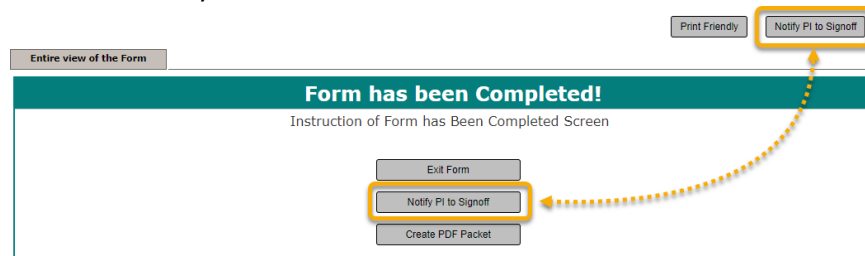 Print Friendly Notify PI to Signoff
Entire view of the Form
Form has been Completed!
Instruction of Form has Been Completed Screen
Exit Form
Notify PI to Signoff
Create PDF Packet